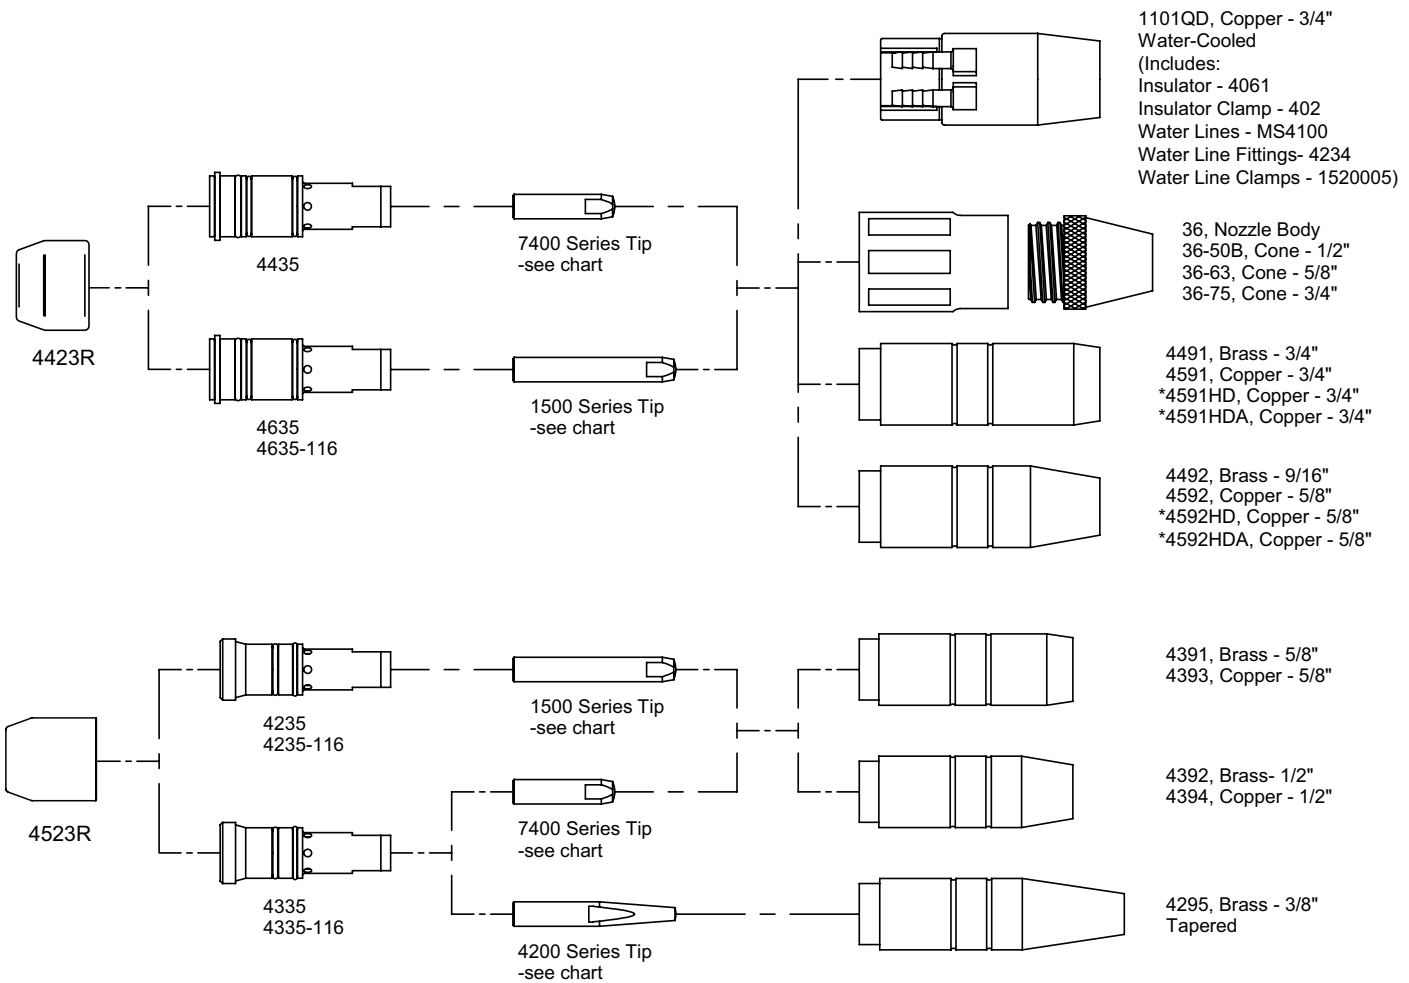 1101QD, Copper - 3/4"
Water-Cooled
(Includes:
Insulator - 4061
Insulator Clamp - 402
Water Lines - MS4100
Water Line Fittings- 4234
Water Line Clamps - 1520005)
4435
7400 Series Tip
-see chart
36, Nozzle Body
36-50B, Cone - 1/2"
36-63, Cone - 5/8"
36-75, Cone - 3/4"
4423R
4635
4635-116
1500 Series Tip
-see chart
4491, Brass - 3/4"
4591, Copper - 3/4"
*4591HD, Copper - 3/4"
*4591HDA, Copper - 3/4"
4492, Brass - 9/16"
4592, Copper - 5/8"
*4592HD, Copper - 5/8"
*4592HDA, Copper - 5/8"
4235
4235-116
1500 Series Tip
-see chart
4391, Brass - 5/8"
4393, Copper - 5/8"
4523R
7400 Series Tip
-see chart
4392, Brass- 1/2"
4394, Copper - 1/2"
4335
4335-116
4200 Series Tip
-see chart
4295, Brass - 3/8"
Tapered